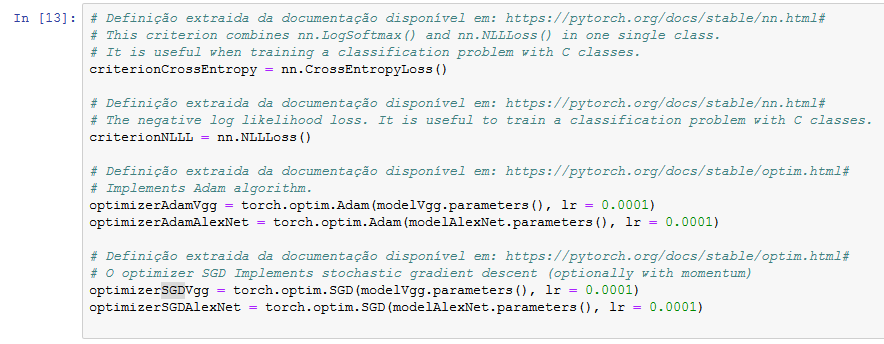 In [13]: # Definição extraida da documentação disponível em: https://pytorch.org/docs/stable/nn.html#
# This criterion combines nn.LogSoftmax() and nn.NLLLoss() in one single class.
# It is useful when training a classification problem with C classes.
criterionCrossEntropy = nn.CrossEntropyLoss()

# Definição extraida da documentação disponível em: https://pytorch.org/docs/stable/nn.html#
# The negative log likelihood loss. It is useful to train a classification problem with C classes.
criterionNLLL = nn.NLLLoss()

# Definição extraida da documentação disponível em: https://pytorch.org/docs/stable/optim.html#
# Implements Adam algorithm.
optimizerAdamVgg = torch.optim.Adam(modelVgg.parameters(), lr = 0.0001)
optimizerAdamAlexNet = torch.optim.Adam(modelAlexNet.parameters(), lr = 0.0001)

# Definição extraida da documentação disponível em: https://pytorch.org/docs/stable/optim.html#
# O optimizer SGD Implements stochastic gradient descent (optionally with momentum)
optimizerSGDVgg = torch.optim.SGD(modelVgg.parameters(), lr = 0.0001)
optimizerSGDAlexNet = torch.optim.SGD(modelAlexNet.parameters(), lr = 0.0001)